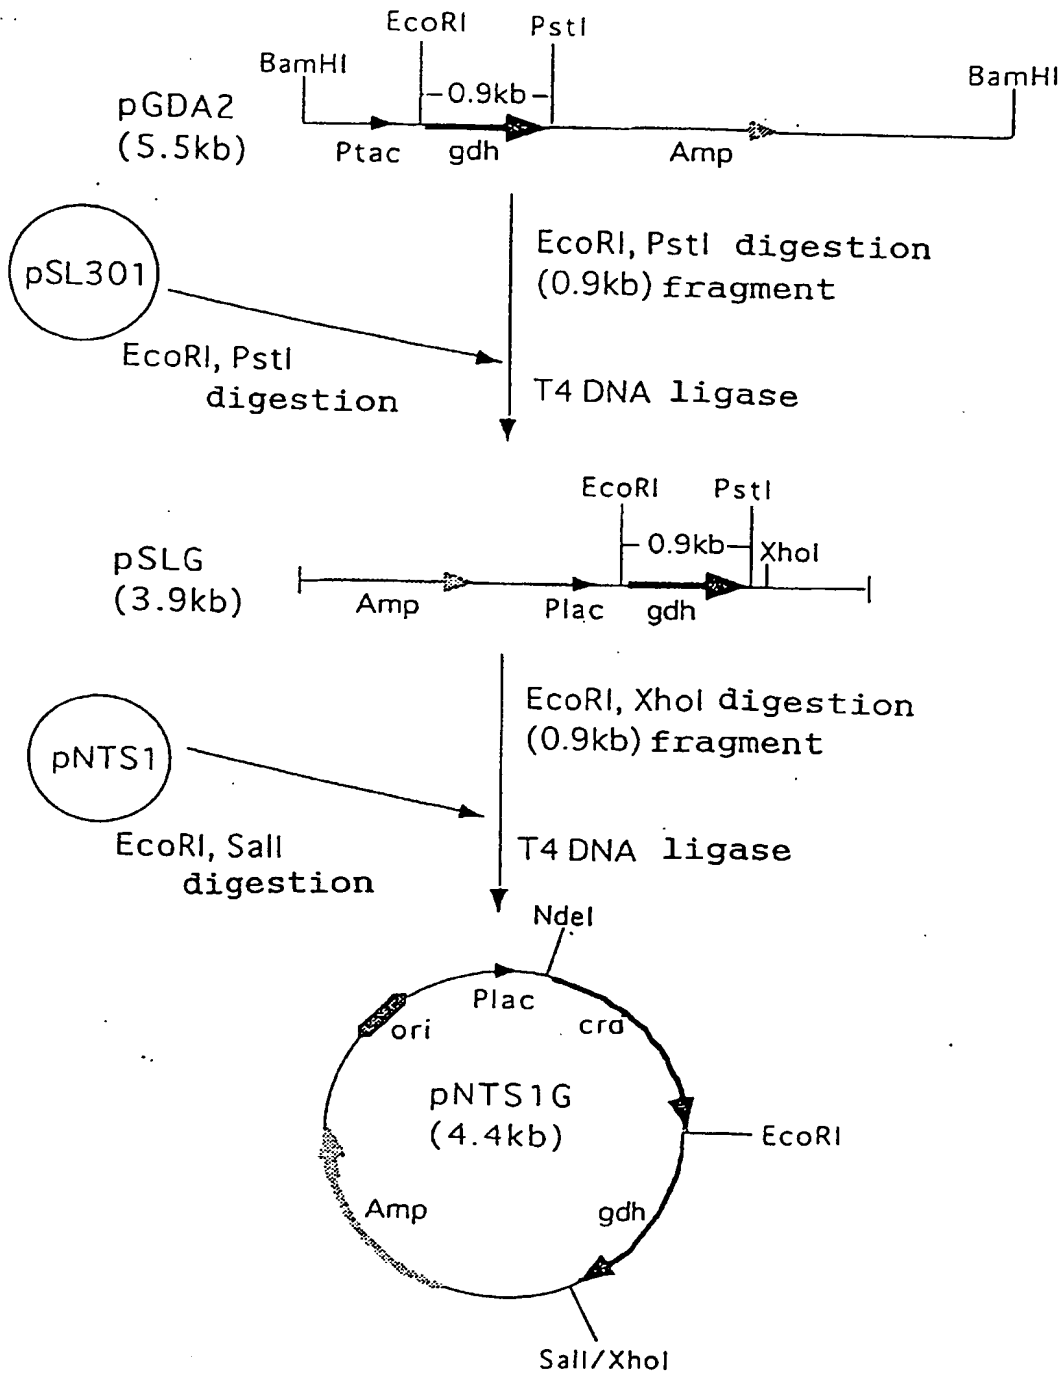 EcoRI PstI
BamHI
BamHI
0.9kb
pGDA2
(5.5kb)
Ptac gdh Amp
pSL301
EcoRI, PstI digestion
(0.9kb) fragment
EcoRI, PstI
digestion
T4 DNA ligase
EcoRI PstI
0.9kb XhoI
pSLG
(3.9kb)
Amp Plac gdh
EcoRI, XhoI digestion
(0.9kb) fragment
pNTS1
EcoRI, SalI
digestion
T4 DNA ligase
NdeI
Plac
ori crd
pNTS1G
(4.4kb)
EcoRI
Amp gdh
SalI/XhoI